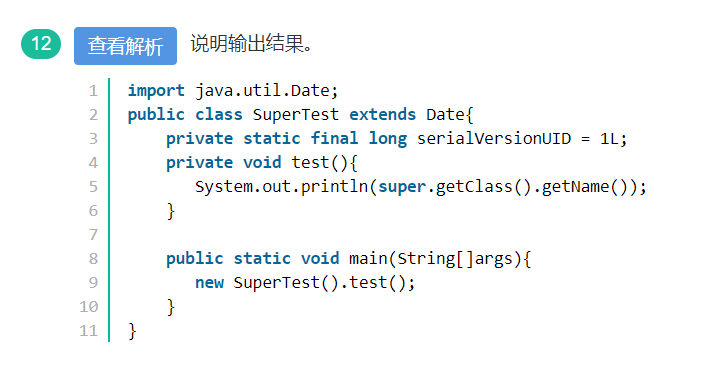 12 查看解析 说明输出结果。
1 import java.util.Date;
2 public class SuperTest extends Date{
3     private static final long serialVersionUID = 1L;
4     private void test(){
5        System.out.println(super.getClass().getName());
6     }
7
8     public static void main(String[]args){
9        new SuperTest().test();
10     }
11 }